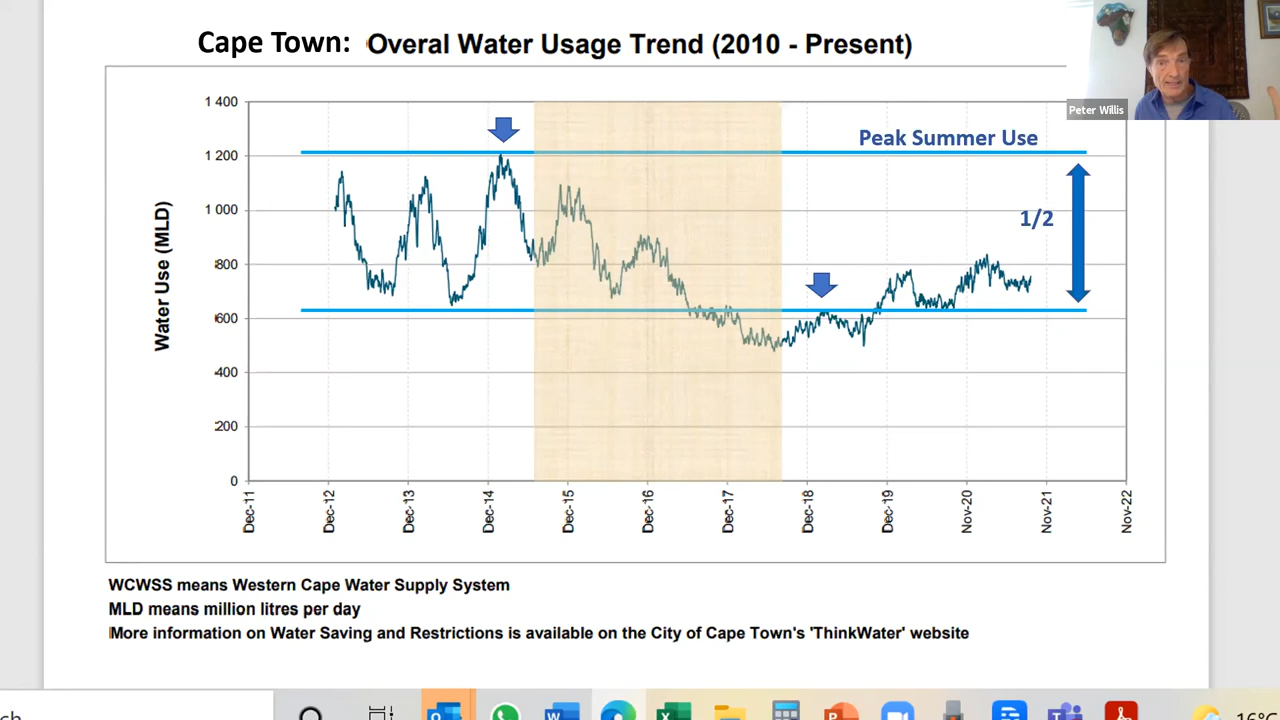 Cape Town: Overal Water Usage Trend (2010 - Present)
Peter Willis
1 400
1 200
1 000
800
600
400
200
0
Water Use (MLD)
Peak Summer Use
1/2
Dec-11
Dec-12
Dec-13
Dec-14
Dec-15
Dec-16
Dec-17
Dec-18
Dec-19
Nov-20
Nov-21
Nov-22
WCWSS means Western Cape Water Supply System
MLD means million litres per day
More information on Water Saving and Restrictions is available on the City of Cape Town's 'ThinkWater' website
ch
16°C